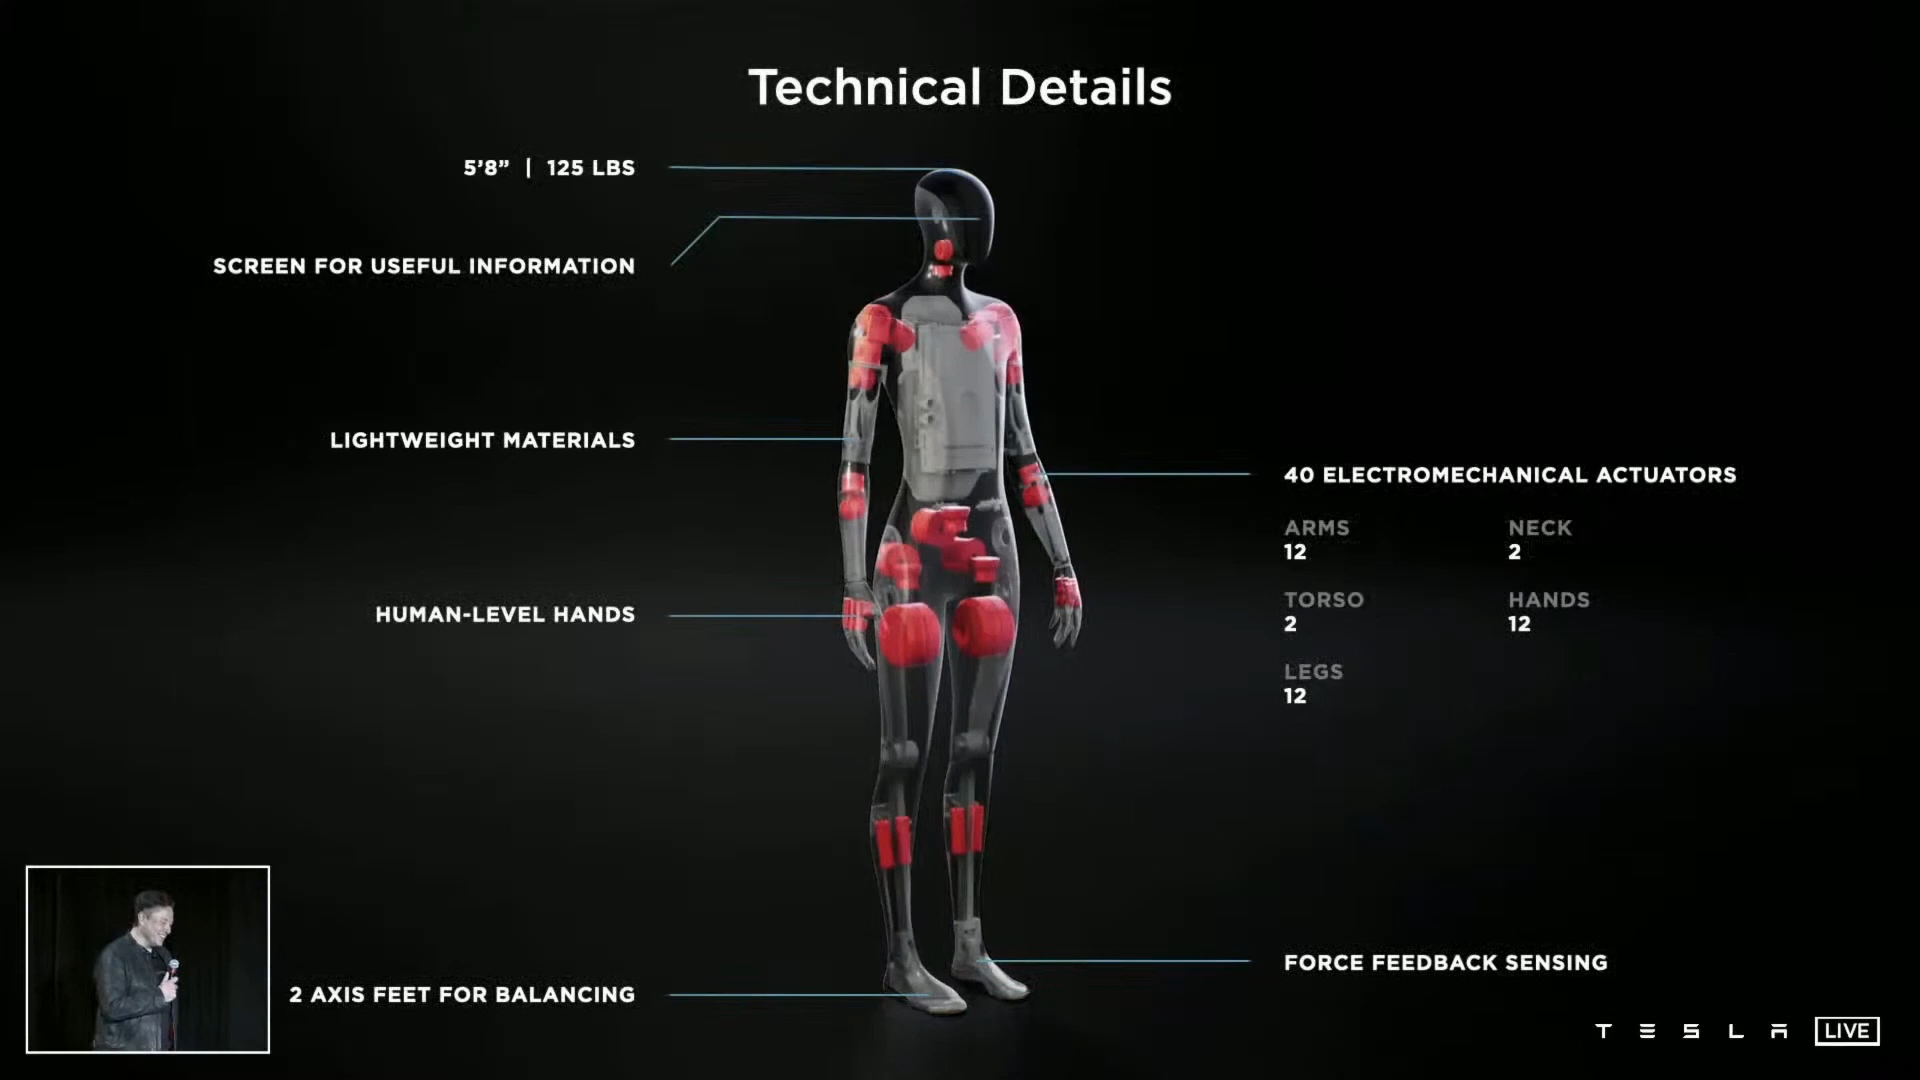 Technical Details
5’8” | 125 LBS
SCREEN FOR USEFUL INFORMATION
LIGHTWEIGHT MATERIALS
HUMAN-LEVEL HANDS
2 AXIS FEET FOR BALANCING
40 ELECTROMECHANICAL ACTUATORS
ARMS NECK
12 2
TORSO HANDS
2 12
LEGS
12
FORCE FEEDBACK SENSING
TESLA LIVE